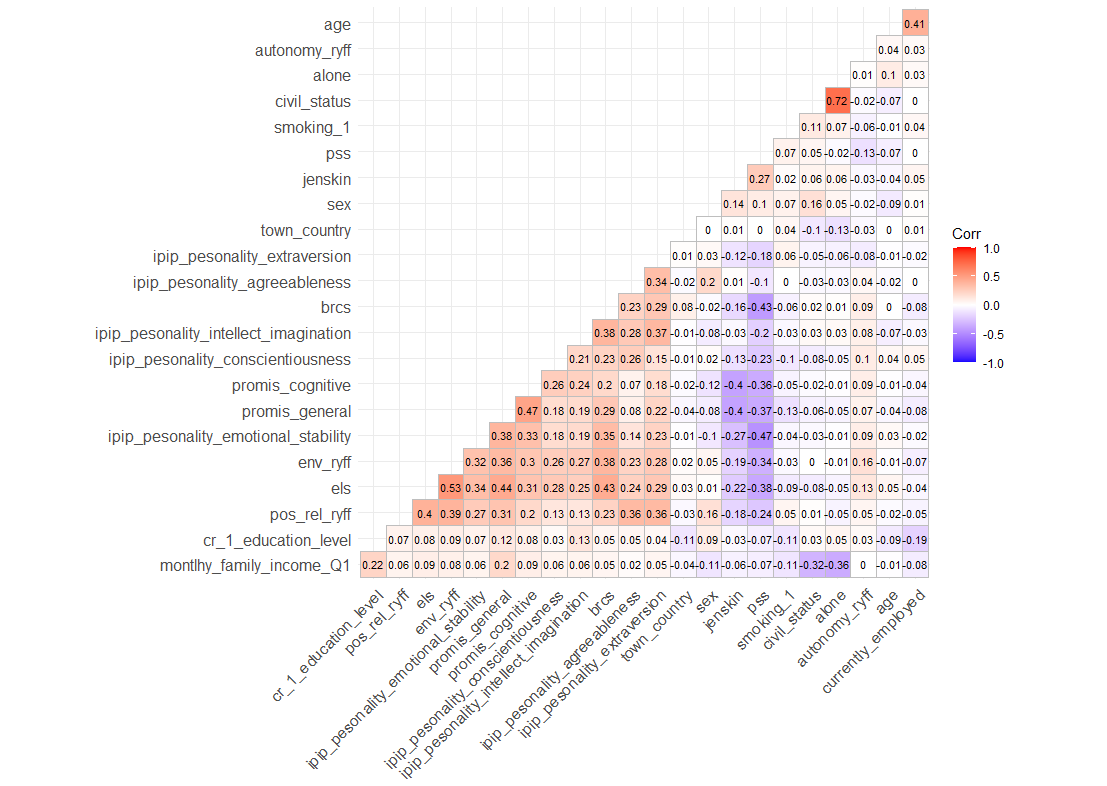 age 0.41
autonomy_ryff 0.04 0.03
alone 0.01 0.1 0.03
civil_status 0.72 -0.02 -0.07 0
smoking_1 0.11 0.07 -0.06 -0.01 0.04
pss 0.07 0.05 -0.02 -0.13 -0.07 0
jenskin 0.27 0.02 0.06 0.06 -0.03 -0.04 0.05
sex 0.14 0.1 0.07 0.16 0.05 -0.02 -0.09 0.01
town_country 0 0.01 0 0.04 -0.1 -0.13 -0.03 0 0.01
ipip_pesonality_extraversion 0.01 0.03 -0.12 -0.18 0.06 -0.05 -0.06 -0.08 -0.01 -0.02
ipip_pesonality_agreeableness 0.34 -0.02 0.2 0.01 -0.1 0 -0.03 -0.03 0.04 -0.02 0
brcs 0.23 0.29 0.08 -0.02 -0.16 -0.43 -0.06 0.02 0.01 0.09 0 -0.08
ipip_pesonality_intellect_imagination 0.38 0.28 0.37 -0.01 -0.08 -0.03 -0.2 -0.03 0.03 0.03 0.08 -0.07 -0.03
ipip_pesonality_conscientiousness 0.21 0.23 0.26 0.15 -0.01 0.02 -0.13 -0.23 -0.1 -0.08 -0.05 0.1 0.04 0.05
promis_cognitive 0.26 0.24 0.2 0.07 0.18 -0.02 -0.12 -0.4 -0.36 -0.05 -0.02 -0.01 0.09 -0.01 -0.04
promis_general 0.47 0.18 0.19 0.29 0.08 0.22 -0.04 -0.08 -0.4 -0.37 -0.13 -0.06 -0.05 0.07 -0.04 -0.08
ipip_pesonality_emotional_stability 0.38 0.33 0.18 0.19 0.35 0.14 0.23 -0.01 -0.1 -0.27 -0.47 -0.04 -0.03 -0.01 0.09 0.03 -0.02
env_ryff 0.32 0.36 0.3 0.26 0.27 0.38 0.23 0.28 0.02 0.05 -0.19 -0.34 -0.03 0 -0.01 0.16 -0.01 -0.07
els 0.53 0.34 0.44 0.31 0.28 0.25 0.43 0.24 0.29 0.03 0.01 -0.22 -0.38 -0.09 -0.08 -0.05 0.13 0.05 -0.04
pos_rel_ryff 0.4 0.39 0.27 0.31 0.2 0.13 0.13 0.23 0.36 0.36 -0.03 0.16 -0.18 -0.24 0.05 0.01 -0.05 0.05 -0.02 -0.05
cr_1_education_level 0.07 0.08 0.09 0.07 0.12 0.08 0.03 0.13 0.05 0.05 0.04 -0.11 0.09 -0.03 -0.07 -0.11 0.03 0.05 0.03 -0.09 -0.19
montlhy_family_income_Q1 0.22 0.06 0.09 0.08 0.06 0.2 0.09 0.06 0.06 0.05 0.02 0.05 -0.04 -0.11 -0.06 -0.07 -0.11 -0.32 -0.36 0 -0.01 -0.08
cr_1_education_level
pos_rel_ryff
els
env_ryff
ipip_pesonality_emotional_stability
promis_general
promis_cognitive
ipip_pesonality_conscientiousness
ipip_pesonality_intellect_imagination
brcs
ipip_pesonality_agreeableness
ipip_pesonality_extraversion
town_country
sex
jenskin
pss
smoking_1
civil_status
alone
autonomy_ryff
age
currently_employed
Corr
1.0
0.5
0.0
-0.5
-1.0